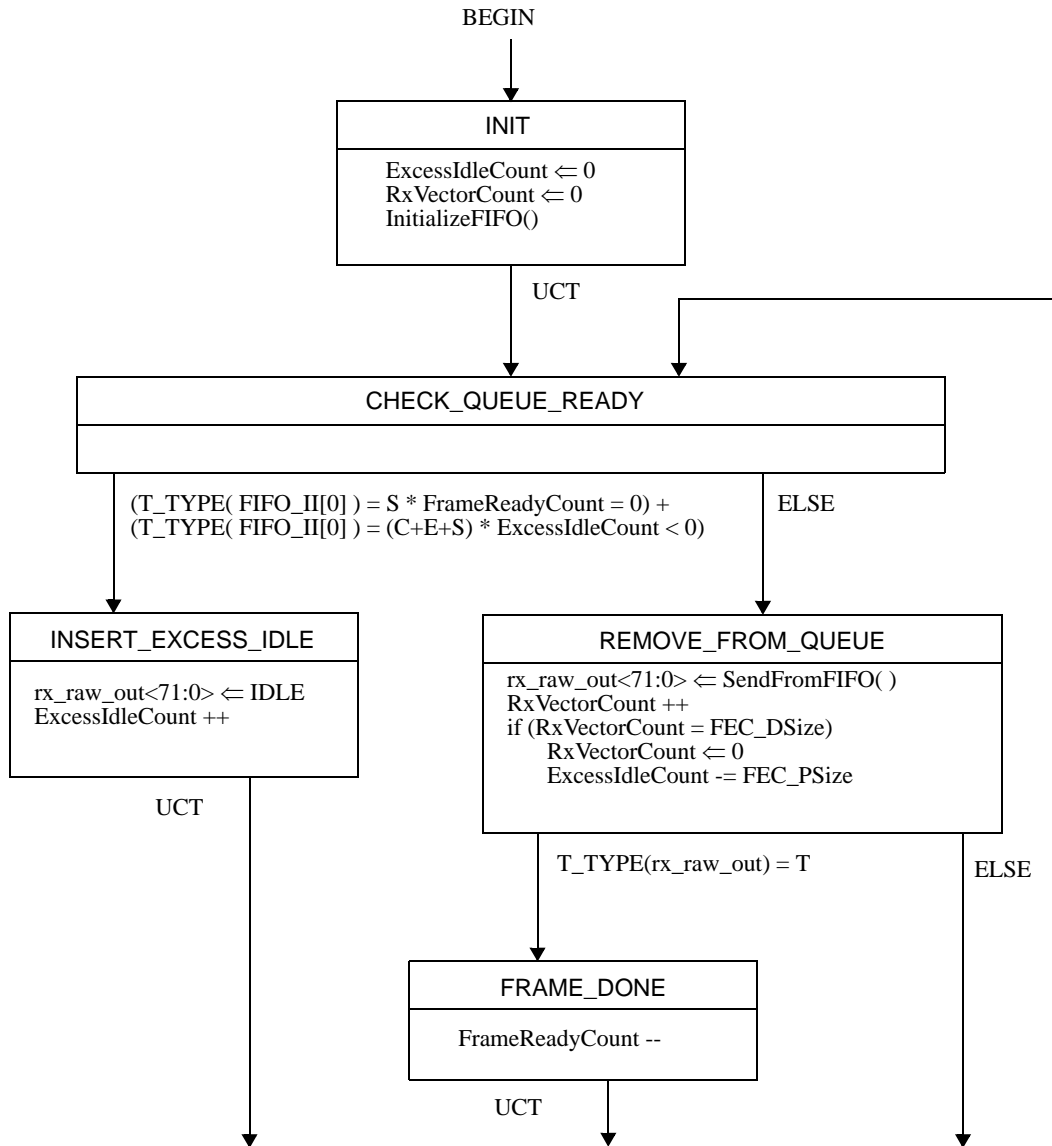 BEGIN
INIT
ExcessIdleCount ⇐ 0
RxVectorCount ⇐ 0
InitializeFIFO()
UCT
CHECK_QUEUE_READY
(T_TYPE( FIFO_II[0] ) = S * FrameReadyCount = 0) +
(T_TYPE( FIFO_II[0] ) = (C+E+S) * ExcessIdleCount < 0)
ELSE
INSERT_EXCESS_IDLE
rx_raw_out<71:0> ⇐ IDLE
ExcessIdleCount ++
UCT
REMOVE_FROM_QUEUE
rx_raw_out<71:0> ⇐ SendFromFIFO( )
RxVectorCount ++
if (RxVectorCount = FEC_DSize)
RxVectorCount ⇐ 0
ExcessIdleCount -= FEC_PSize
T_TYPE(rx_raw_out) = T
ELSE
FRAME_DONE
FrameReadyCount --
UCT